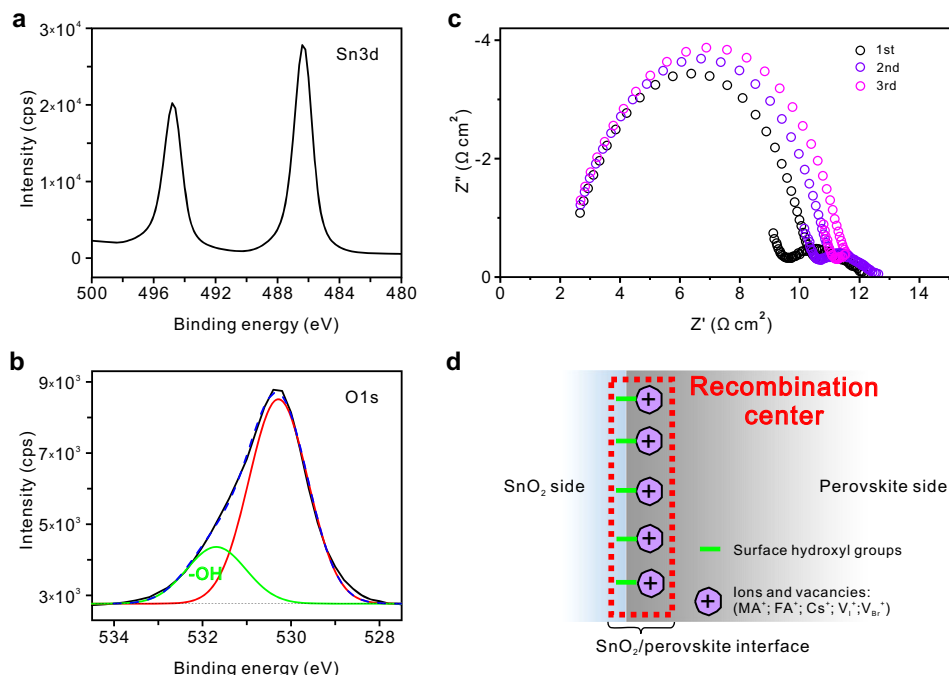 a
Sn3d
Intensity (cps)
3×10⁴
2×10⁴
1×10⁴
0
500 496 492 488 484 480
Binding energy (eV)
b
O1s
-OH
Intensity (cps)
9×10³
7×10³
5×10³
3×10³
534 532 530 528
Binding energy (eV)
c
1st
2nd
3rd
Z" (Ω cm²)
-4
-2
0
0 2 4 6 8 10 12 14
Z' (Ω cm²)
d
Recombination
center
SnO₂ side
Perovskite side
+
+
+
+
+
Surface hydroxyl groups
+
Ions and vacancies:
(MA⁺; FA⁺; Cs⁺; V_I⁺;V_Br⁺)
SnO₂/perovskite interface